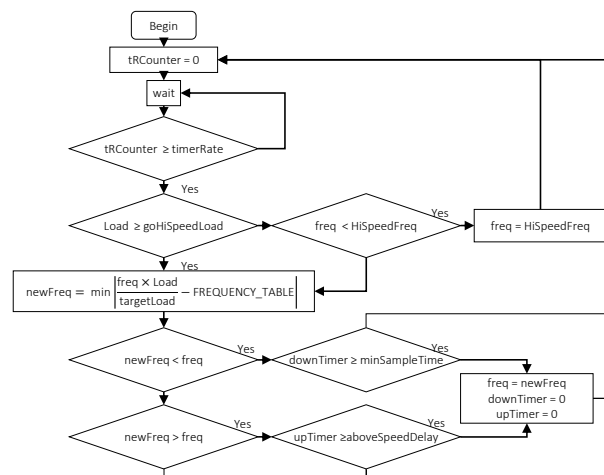 Begin
tRCounter = 0
wait
tRCounter ≥ timerRate
Yes
Load ≥ goHiSpeedLoad
freq < HiSpeedFreq
Yes
freq = HiSpeedFreq
Yes
newFreq = min |freq × Load / targetLoad − FREQUENCY_TABLE|
newFreq < freq
Yes
downTimer ≥ minSampleTime
Yes
freq = newFreq
downTimer = 0
upTimer = 0
newFreq > freq
Yes
upTimer ≥aboveSpeedDelay
Yes